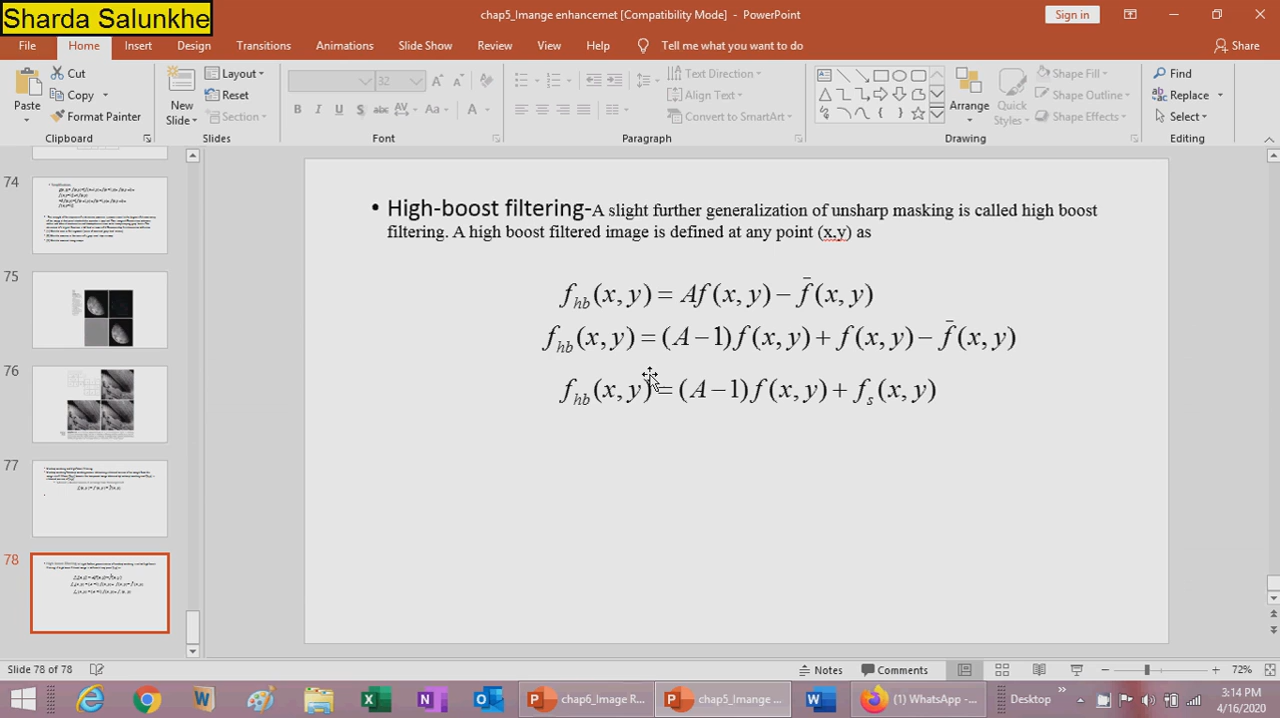 Sharda Salunkhe
chap5_Imange enhancemet [Compatibility Mode] - PowerPoint
Sign in
File Home Insert Design Transitions Animations Slide Show Review View Help Tell me what you want to do Share
Paste
Cut
Copy
Format Painter
Clipboard
New Slide
Layout
Reset
Section
Slides
32
B I U S abc AV Aa A
Font
Text Direction
Align Text
Convert to SmartArt
Paragraph
Arrange
Quick Styles
Shape Fill
Shape Outline
Shape Effects
Drawing
Find
Replace
Select
Editing
74
75
76
77
78
• High-boost filtering-A slight further generalization of unsharp masking is called high boost
filtering. A high boost filtered image is defined at any point (x,y) as
f_hb(x, y) = Af(x, y) − f̄(x, y)
f_hb(x, y) = (A − 1)f(x, y) + f(x, y) − f̄(x, y)
f_hb(x, y) = (A − 1)f(x, y) + f_s(x, y)
Slide 78 of 78
Notes
Comments
72%
chap6_Image R...
chap5_Imange ...
(1) WhatsApp -...
Desktop
3:14 PM
4/16/2020